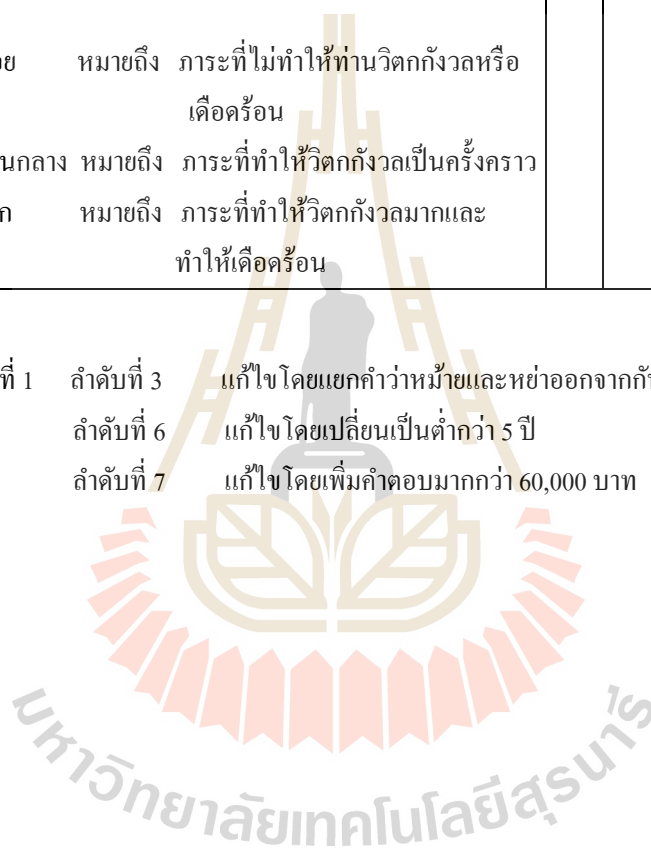 หมายถึง ภาระที่ไม่ทำให้ท่านวิตกกังวลหรือ
เดือดร้อน
หมายถึง ภาระที่ทำให้วิตกกังวลเป็นครั้งคราว
หมายถึง ภาระที่ทำให้วิตกกังวลมากและ
ทำให้เดือดร้อน
ที่ 1 ลำดับที่ 3 แก้ไขโดยแยกคำว่าหม้ายและหย่าออกจากกัน
ลำดับที่ 6 แก้ไขโดยเปลี่ยนเป็นต่ำกว่า 5 ปี
ลำดับที่ 7 แก้ไขโดยเพิ่มคำตอบมากกว่า 60,000 บาท
มหาวิทยาลัยเทคโนโลยีสุรนารี